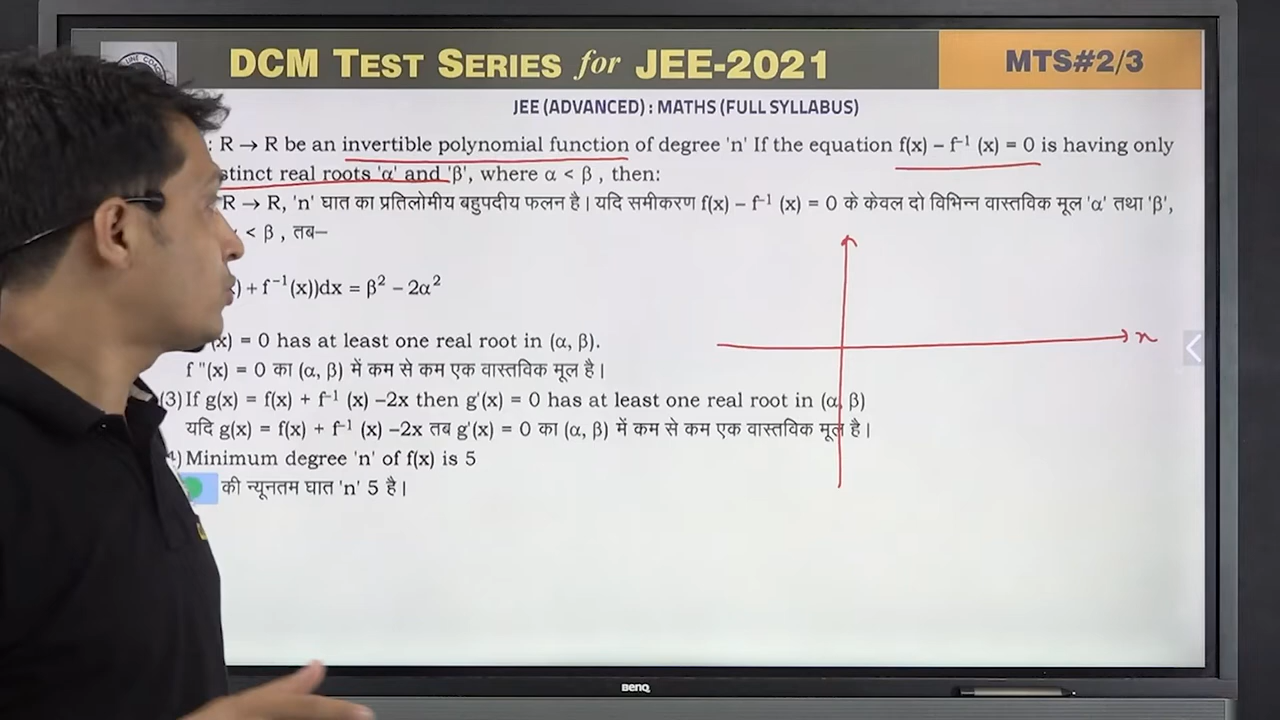 DCM TEST SERIES for JEE-2021
MTS#2/3
JEE (ADVANCED) : MATHS (FULL SYLLABUS)
: R → R be an invertible polynomial function of degree 'n' If the equation f(x) – f⁻¹ (x) = 0 is having only
stinct real roots 'α' and 'β', where α < β , then:
R → R, 'n' घात का प्रतिलोमीय बहुपदीय फलन है। यदि समीकरण f(x) – f⁻¹ (x) = 0 के केवल दो विभिन्न वास्तविक मूल 'α' तथा 'β',
< β , तब–
) + f⁻¹(x))dx = β² – 2α²
(x) = 0 has at least one real root in (α, β).
f "(x) = 0 का (α, β) में कम से कम एक वास्तविक मूल है।
(3) If g(x) = f(x) + f⁻¹ (x) –2x then g'(x) = 0 has at least one real root in (α, β)
यदि g(x) = f(x) + f⁻¹ (x) –2x तब g'(x) = 0 का (α, β) में कम से कम एक वास्तविक मूल है।
) Minimum degree 'n' of f(x) is 5
की न्यूनतम घात 'n' 5 है।
x
BenQ